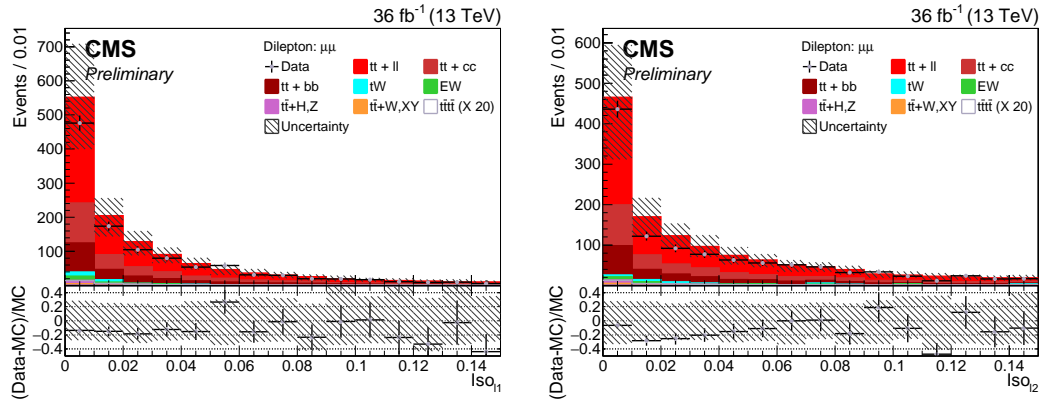 36 fb⁻¹ (13 TeV)
CMS
Preliminary
Dilepton: μμ
Data
tt + ll
tt + cc
tt + bb
tW
EW
tt̄+H,Z
tt̄+W,XY
tt̄tt̄ (X 20)
Uncertainty
Events / 0.01
700
600
500
400
300
200
100
(Data-MC)/MC
0.4
0.2
0
−0.2
−0.4
0 0.02 0.04 0.06 0.08 0.1 0.12 0.14
Iso_l1
36 fb⁻¹ (13 TeV)
CMS
Preliminary
Dilepton: μμ
Data
tt + ll
tt + cc
tt + bb
tW
EW
tt̄+H,Z
tt̄+W,XY
tt̄tt̄ (X 20)
Uncertainty
Events / 0.01
600
500
400
300
200
100
(Data-MC)/MC
0.4
0.2
0
−0.2
−0.4
0 0.02 0.04 0.06 0.08 0.1 0.12 0.14
Iso_l2